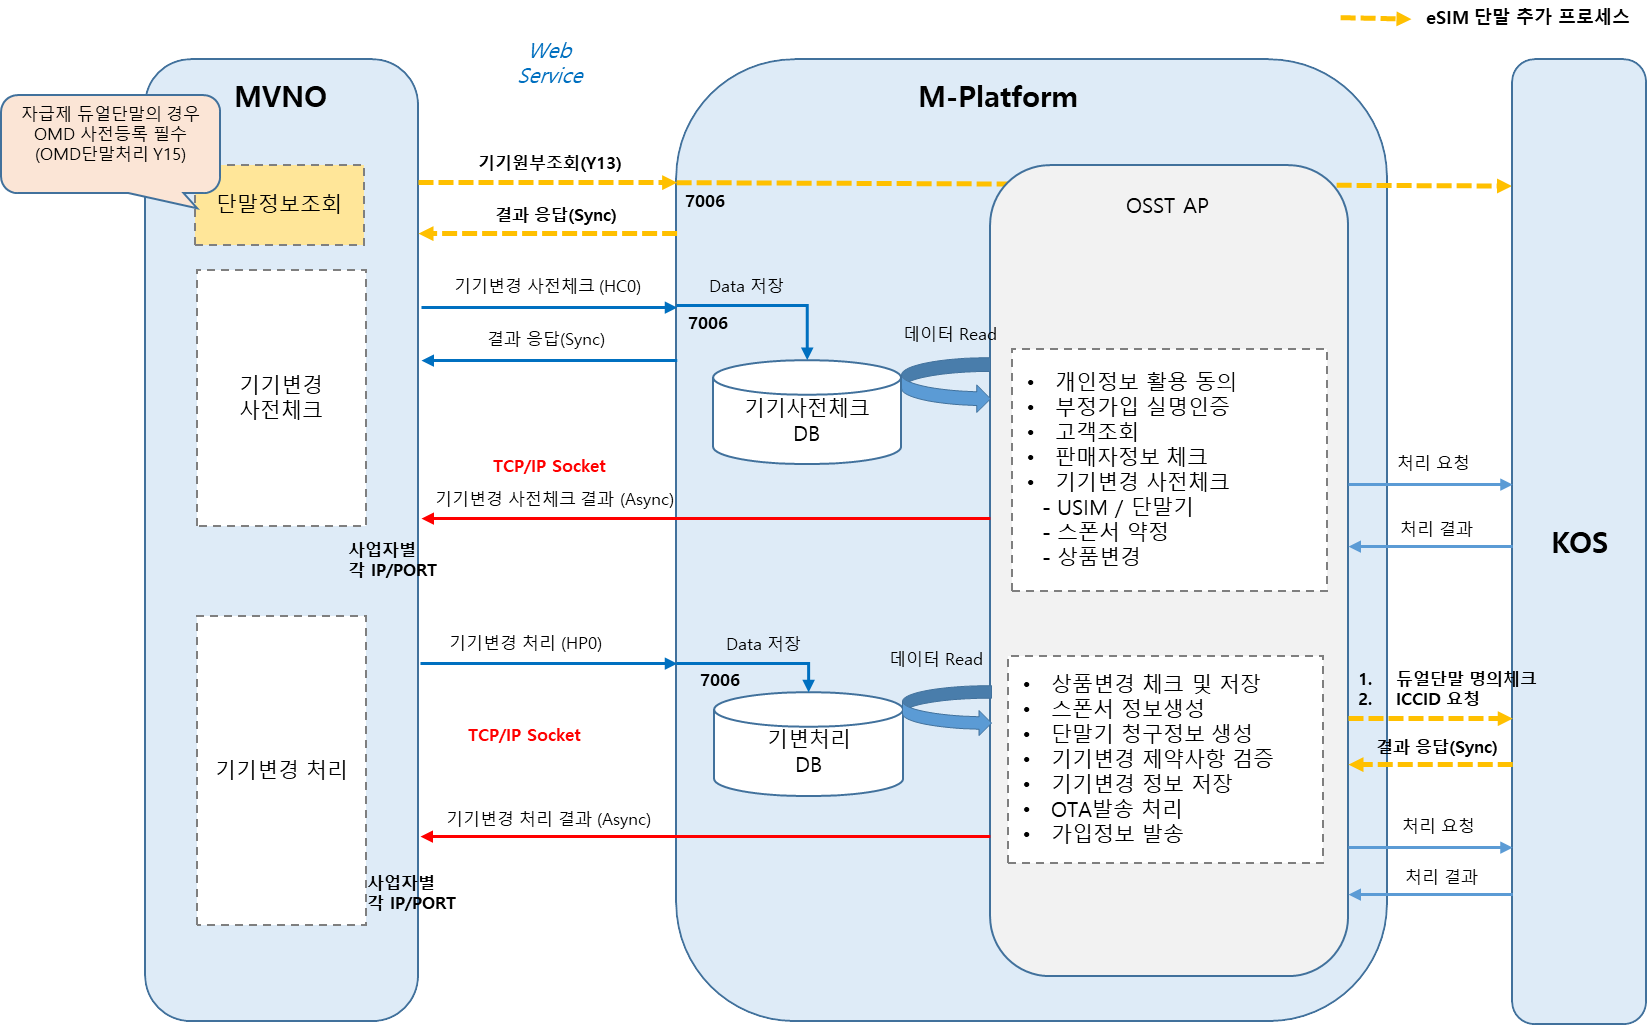 eSIM 단말 추가 프로세스
Web
Service
MVNO
M-Platform
자급제 듀얼단말의 경우
OMD 사전등록 필수
(OMD단말처리 Y15)
단말정보조회
기기원부조회(Y13)
7006
결과 응답(Sync)
OSST AP
기기변경
사전체크
기기변경 사전체크 (HC0)
Data 저장
7006
결과 응답(Sync)
데이터 Read
기기사전체크
DB
• 개인정보 활용 동의
• 부정가입 실명인증
• 고객조회
• 판매자정보 체크
• 기기변경 사전체크
- USIM / 단말기
- 스폰서 약정
- 상품변경
TCP/IP Socket
기기변경 사전체크 결과 (Async)
처리 요청
처리 결과
KOS
사업자별
각 IP/PORT
기기변경 처리
기기변경 처리 (HP0)
Data 저장
7006
데이터 Read
기변처리
DB
• 상품변경 체크 및 저장
• 스폰서 정보생성
• 단말기 청구정보 생성
• 기기변경 제약사항 검증
• 기기변경 정보 저장
• OTA발송 처리
• 가입정보 발송
1. 듀얼단말 명의체크
2. ICCID 요청
결과 응답(Sync)
TCP/IP Socket
기기변경 처리 결과 (Async)
처리 요청
처리 결과
사업자별
각 IP/PORT